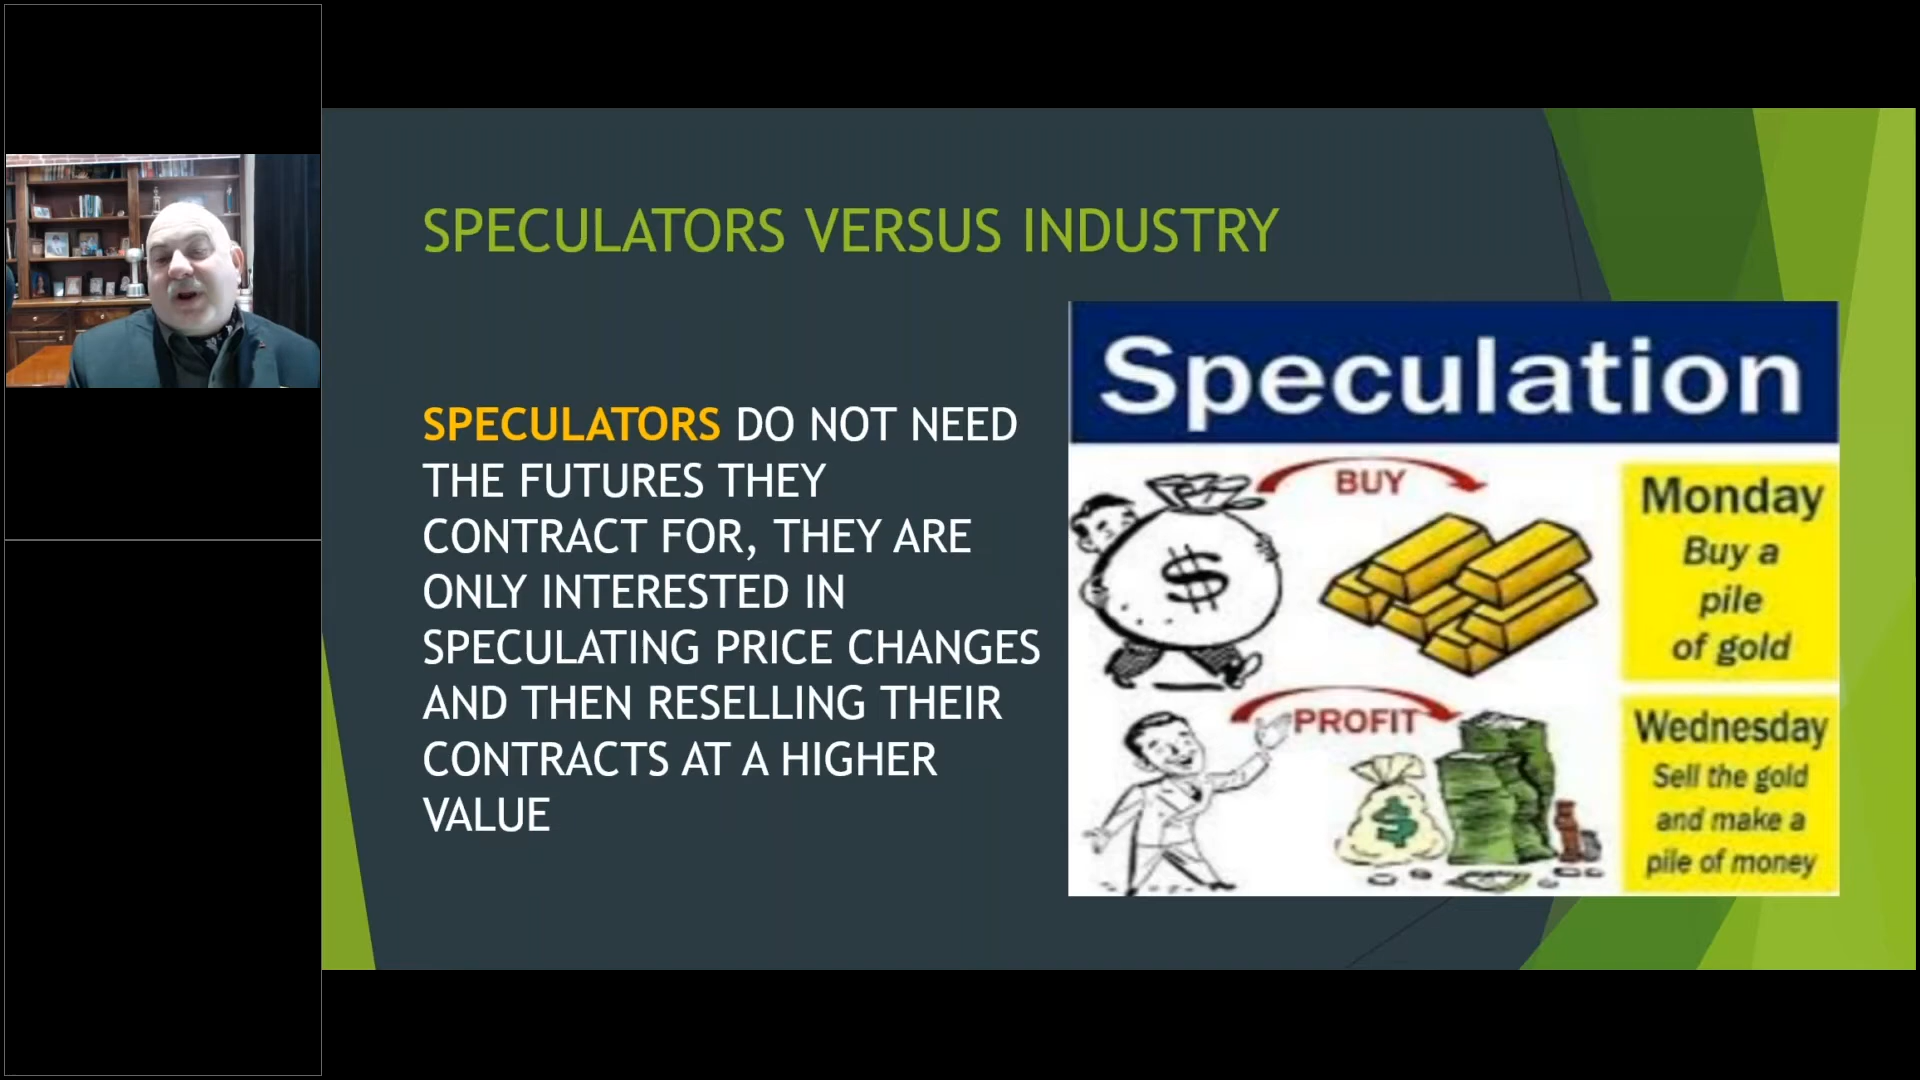 SPECULATORS VERSUS INDUSTRY
SPECULATORS DO NOT NEED
THE FUTURES THEY
CONTRACT FOR, THEY ARE
ONLY INTERESTED IN
SPECULATING PRICE CHANGES
AND THEN RESELLING THEIR
CONTRACTS AT A HIGHER
VALUE
Speculation
BUY
$
Monday
Buy a
pile
of gold
PROFIT
$
Wednesday
Sell the gold
and make a
pile of money